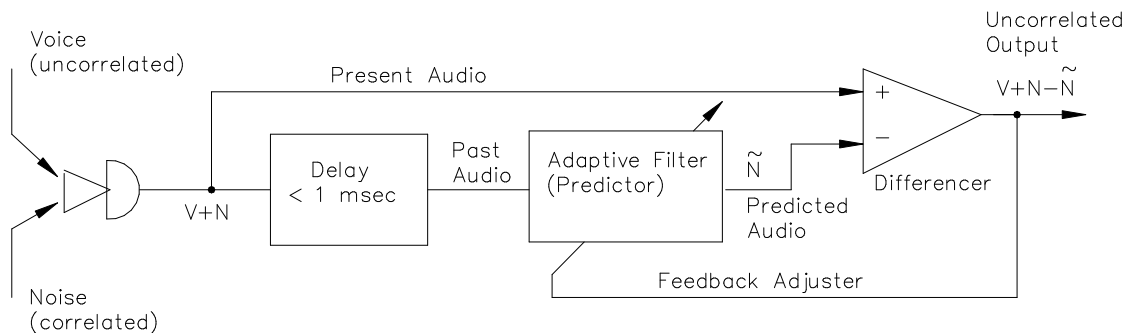 Voice
(uncorrelated)
Present Audio
Uncorrelated
Output
V+N−Ñ
+
−
Differencer
Delay
< 1 msec
Past
Audio
Adaptive Filter
(Predictor)
Ñ
Predicted
Audio
V+N
Feedback Adjuster
Noise
(correlated)